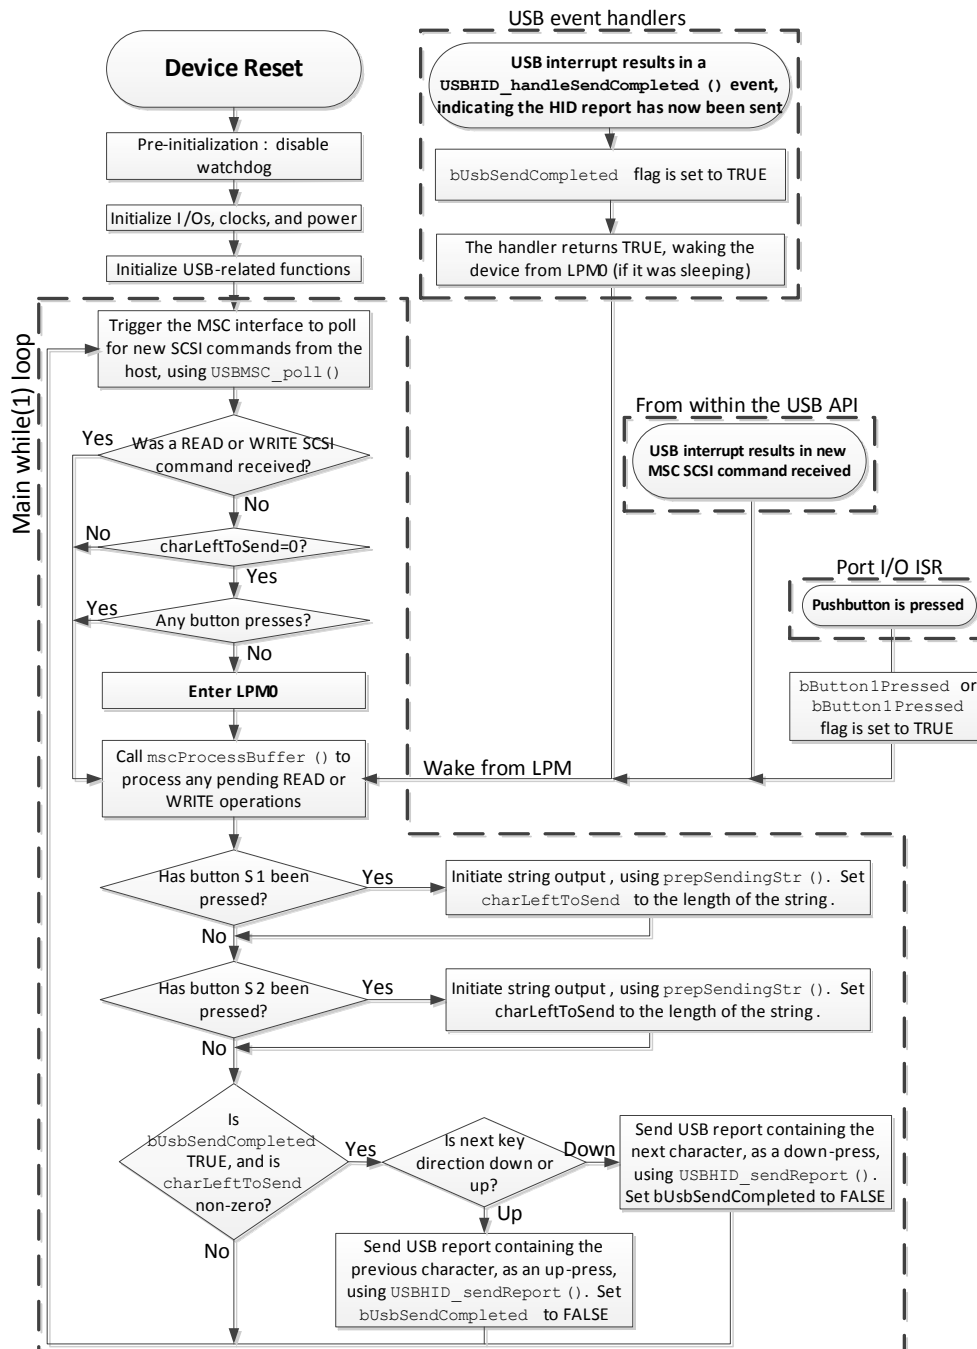 USB event handlers
Device Reset
USB interrupt results in a
USBHID_handleSendCompleted () event,
indicating the HID report has now been sent
Pre-initialization : disable
watchdog
bUsbSendCompleted flag is set to TRUE
Initialize I/Os, clocks, and power
The handler returns TRUE, waking the
device from LPM0 (if it was sleeping)
Initialize USB-related functions
Main while(1) loop
Trigger the MSC interface to poll
for new SCSI commands from the
host, using USBMSC_poll()
From within the USB API
USB interrupt results in new
MSC SCSI command received
Yes
Was a READ or WRITE SCSI
command received?
No
No
charLeftToSend=0?
Yes
Port I/O ISR
Pushbutton is pressed
Yes
Any button presses?
No
Enter LPM0
bButton1Pressed or
bButton1Pressed
flag is set to TRUE
Call mscProcessBuffer () to
process any pending READ or
WRITE operations
Wake from LPM
Has button S1 been
pressed?
Yes
Initiate string output , using prepSendingStr (). Set
charLeftToSend to the length of the string .
No
Has button S2 been
pressed?
Yes
Initiate string output , using prepSendingStr (). Set
charLeftToSend to the length of the string .
No
Is
bUsbSendCompleted
TRUE, and is
charLeftToSend
non-zero?
Yes
Is next key
direction down or
up?
Down
Send USB report containing the
next character, as a down-press,
using USBHID_sendReport ().
Set bUsbSendCompleted to FALSE
Up
No
Send USB report containing the
previous character, as an up-press,
using USBHID_sendReport (). Set
bUsbSendCompleted to FALSE